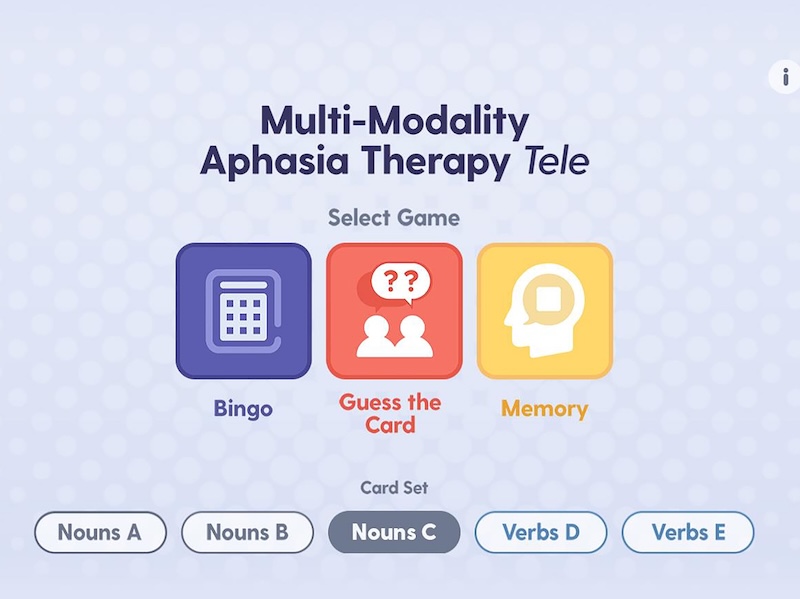 i
Multi-Modality
Aphasia Therapy Tele
Select Game
??
Bingo
Guess the
Card
Memory
Card Set
Nouns A
Nouns B
Nouns C
Verbs D
Verbs E